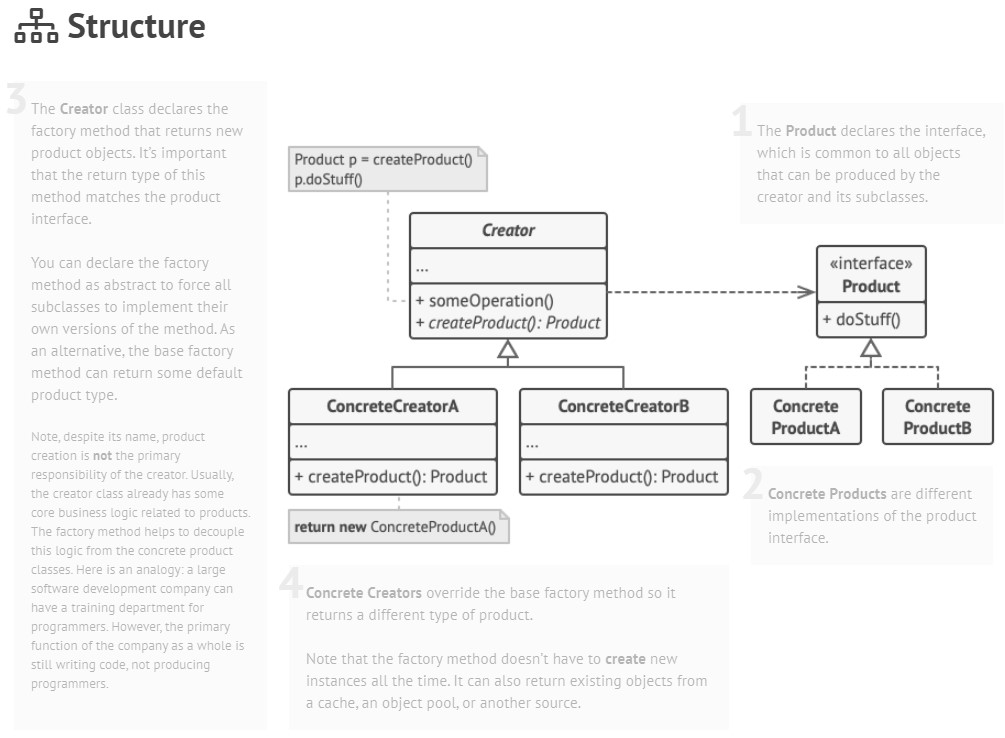 Structure
3
The Creator class declares the
factory method that returns new
product objects. It's important
that the return type of this
method matches the product
interface.
You can declare the factory
method as abstract to force all
subclasses to implement their
own versions of the method. As
an alternative, the base factory
method can return some default
product type.
Note, despite its name, product
creation is not the primary
responsibility of the creator. Usually,
the creator class already has some
core business logic related to products.
The factory method helps to decouple
this logic from the concrete product
classes. Here is an analogy: a large
software development company can
have a training department for
programmers. However, the primary
function of the company as a whole is
still writing code, not producing
programmers.
Product p = createProduct()
p.doStuff()
Creator
...
+ someOperation()
+ createProduct(): Product
1
The Product declares the interface,
which is common to all objects
that can be produced by the
creator and its subclasses.
«interface»
Product
+ doStuff()
ConcreteCreatorA
...
+ createProduct(): Product
ConcreteCreatorB
...
+ createProduct(): Product
Concrete
ProductA
Concrete
ProductB
return new ConcreteProductA()
2
Concrete Products are different
implementations of the product
interface.
4
Concrete Creators override the base factory method so it
returns a different type of product.
Note that the factory method doesn't have to create new
instances all the time. It can also return existing objects from
a cache, an object pool, or another source.